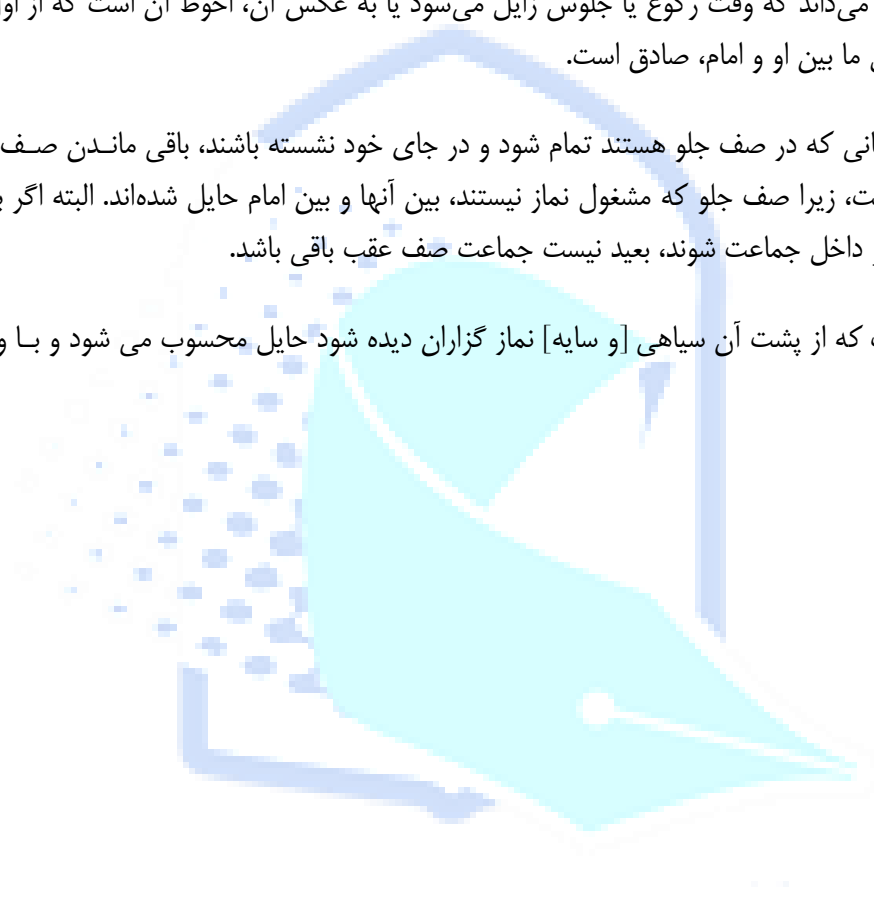 می‌داند که وقت رکوع یا جلوس زایل می‌شود یا به عکس آن، احوط آن است که از
ما بین او و امام، صادق است.
که در صف جلو هستند تمام شود و در جای خود نشسته باشند، باقی مانـدن صـف
زیرا صف جلو که مشغول نماز نیستند، بین آنها و بین امام حایل شده‌اند. البته اگر
داخل جماعت شوند، بعید نیست جماعت صف عقب باقی باشد.
که از پشت آن سیاهی [و سایه] نماز گزاران دیده شود حایل محسوب می شود و بـا